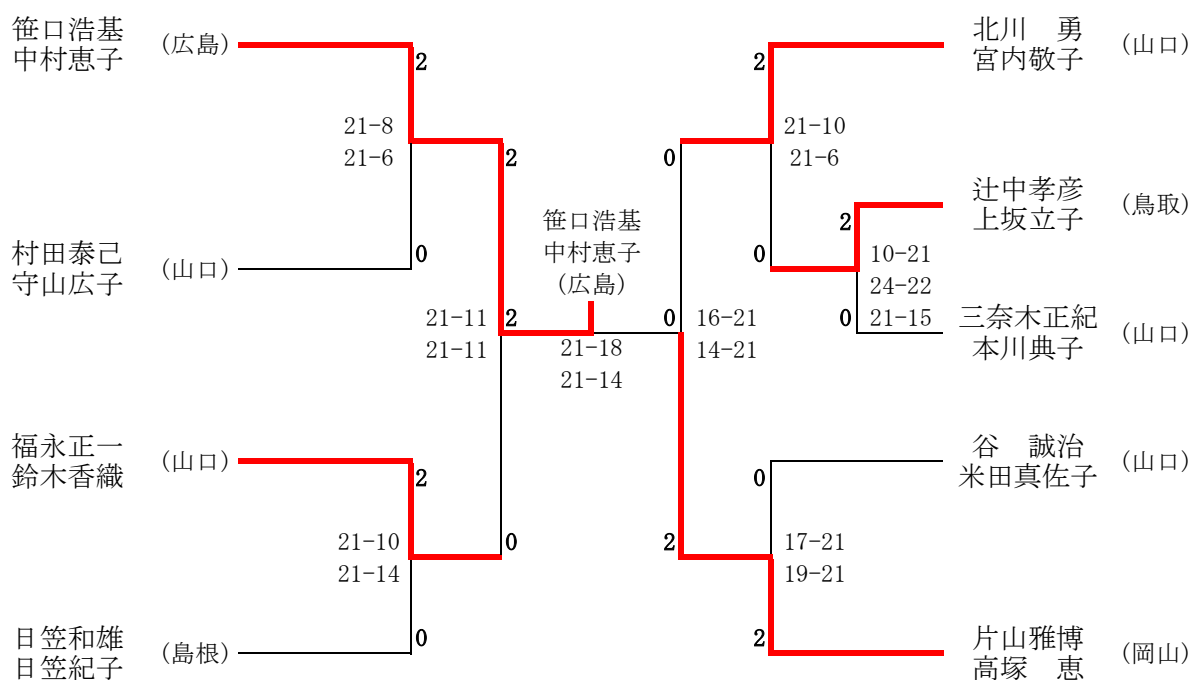 笹口浩基
中村恵子
(広島)
2
21-8
21-6
0
村田泰己
守山広子
(山口)
2
21-11
21-11
2
福永正一
鈴木香織
(山口)
2
21-10
21-14
0
0
日笠和雄
日笠紀子
(島根)
笹口浩基
中村恵子
(広島)
21-18
21-14
北川　勇
宮内敬子
(山口)
2
21-10
21-6
0
0
辻中孝彦
上坂立子
(鳥取)
2
10-21
24-22
21-15
0
三奈木正紀
本川典子
(山口)
0
16-21
14-21
2
谷　誠治
米田真佐子
(山口)
0
17-21
19-21
2
片山雅博
高塚　恵
(岡山)